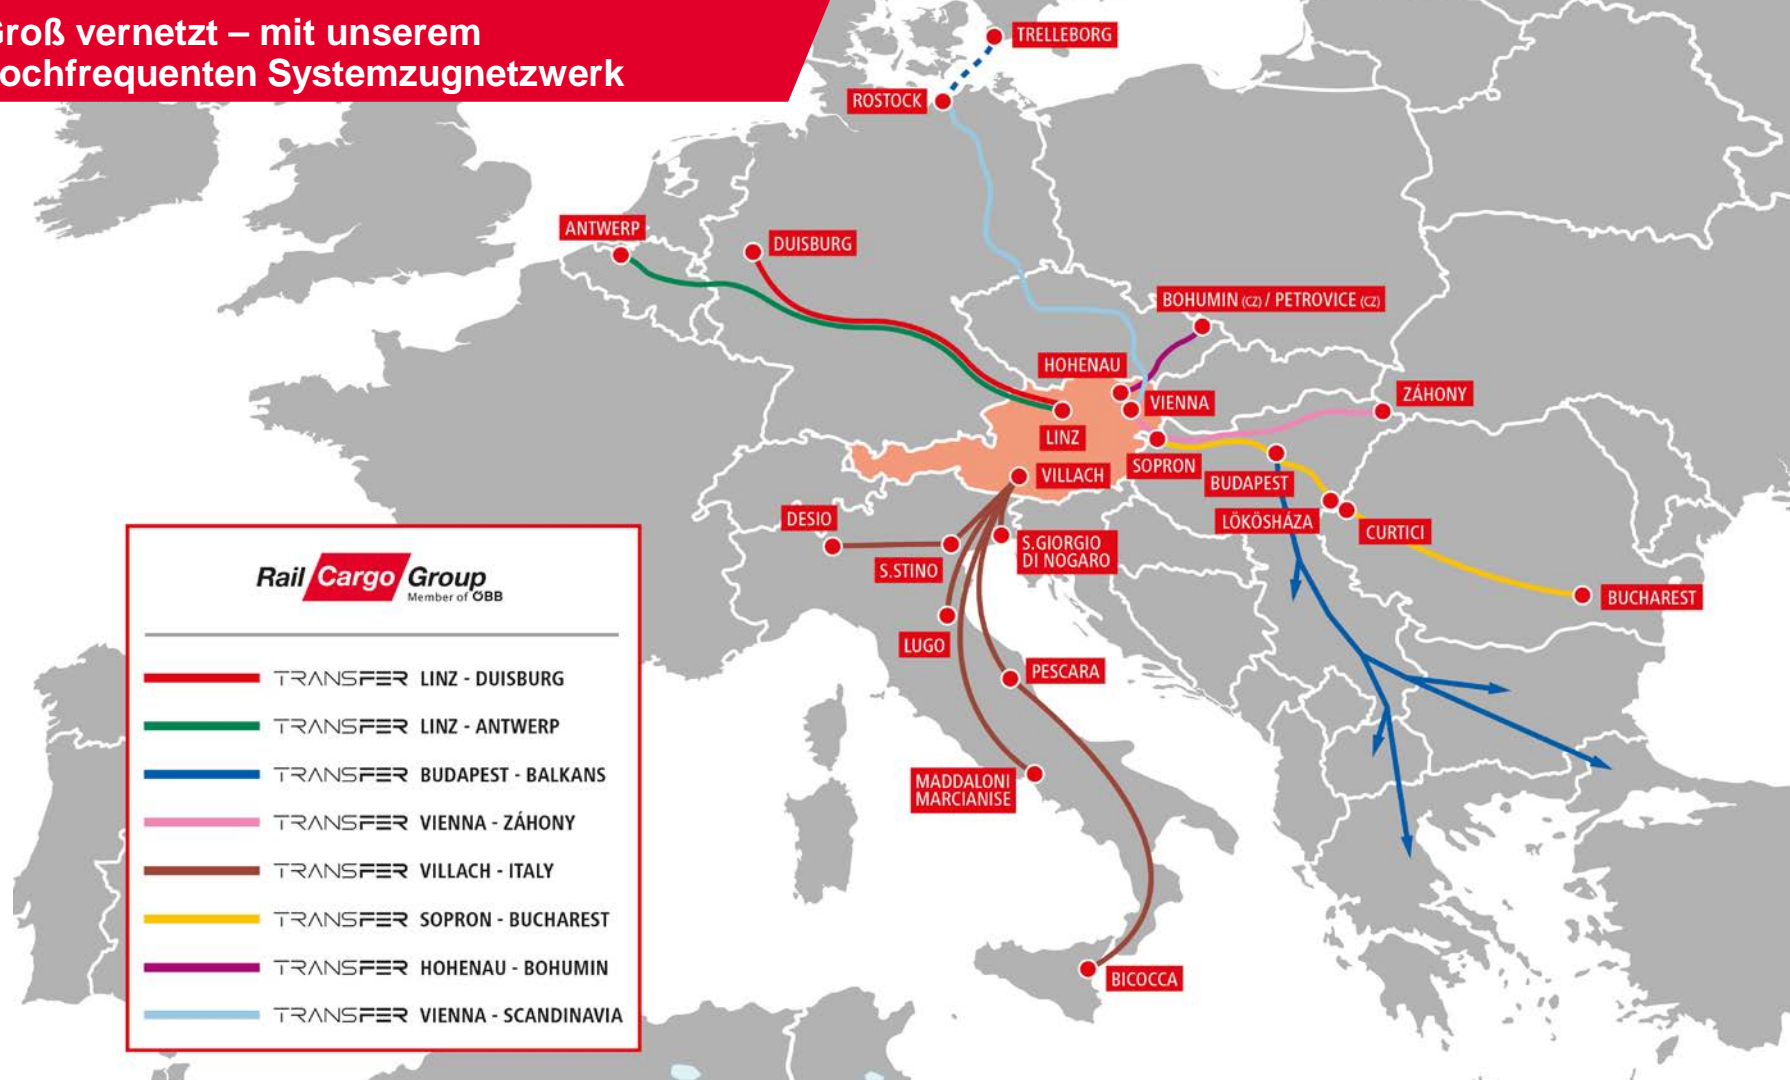 roß vernetzt – mit unserem
ochfrequenten Systemzugnetzwerk
TRELLEBORG
ROSTOCK
ANTWERP
DUISBURG
BOHUMIN (CZ) / PETROVICE (CZ)
HOHENAU
VIENNA
ZÁHONY
LINZ
SOPRON
VILLACH
BUDAPEST
DESIO
LÖKÖSHÁZA
CURTICI
S.STINO
S.GIORGIO
DI NOGARO
BUCHAREST
LUGO
PESCARA
MADDALONI
MARCIANISE
BICOCCA
Rail Cargo Group
Member of ÖBB
TRANSFER LINZ - DUISBURG
TRANSFER LINZ - ANTWERP
TRANSFER BUDAPEST - BALKANS
TRANSFER VIENNA - ZÁHONY
TRANSFER VILLACH - ITALY
TRANSFER SOPRON - BUCHAREST
TRANSFER HOHENAU - BOHUMIN
TRANSFER VIENNA - SCANDINAVIA